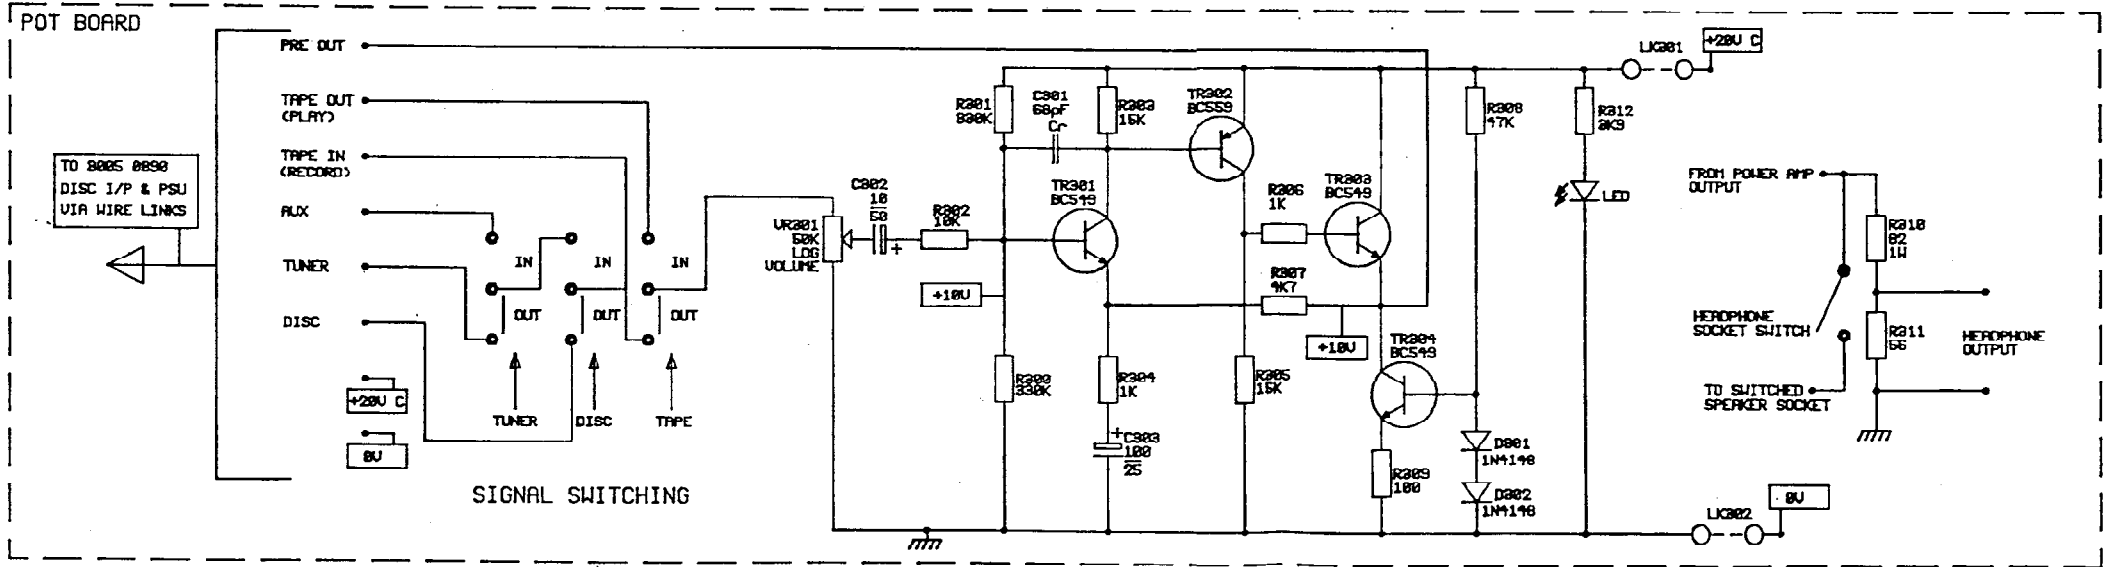 POT BOARD
PRE OUT
TAPE OUT
(PLAY)
TAPE IN
(RECORD)
AUX
TUNER
DISC
+20V C
0V
TO 8005 0890
DISC I/P & PSU
VIA WIRE LINKS
IN
IN
IN
OUT
OUT
OUT
TUNER
DISC
TAPE
SIGNAL SWITCHING
VR301
50K
LOG
VOLUME
C302
10
50
+
R302
10K
+10V
R301
330K
C301
68pF
Cr
R303
15K
TR301
BC549
TR302
BC559
R306
1K
TR303
BC549
R307
4K7
+10V
TR304
BC549
R300
330K
R304
1K
+
C303
100
25
R305
15K
R309
100
R308
47K
D301
1N4148
D302
1N4148
R312
3K9
LED
LK301
+20V C
LK302
0V
FROM POWER AMP
OUTPUT
R310
82
1W
HEADPHONE
SOCKET SWITCH
R311
56
HEADPHONE
OUTPUT
TO SWITCHED
SPEAKER SOCKET